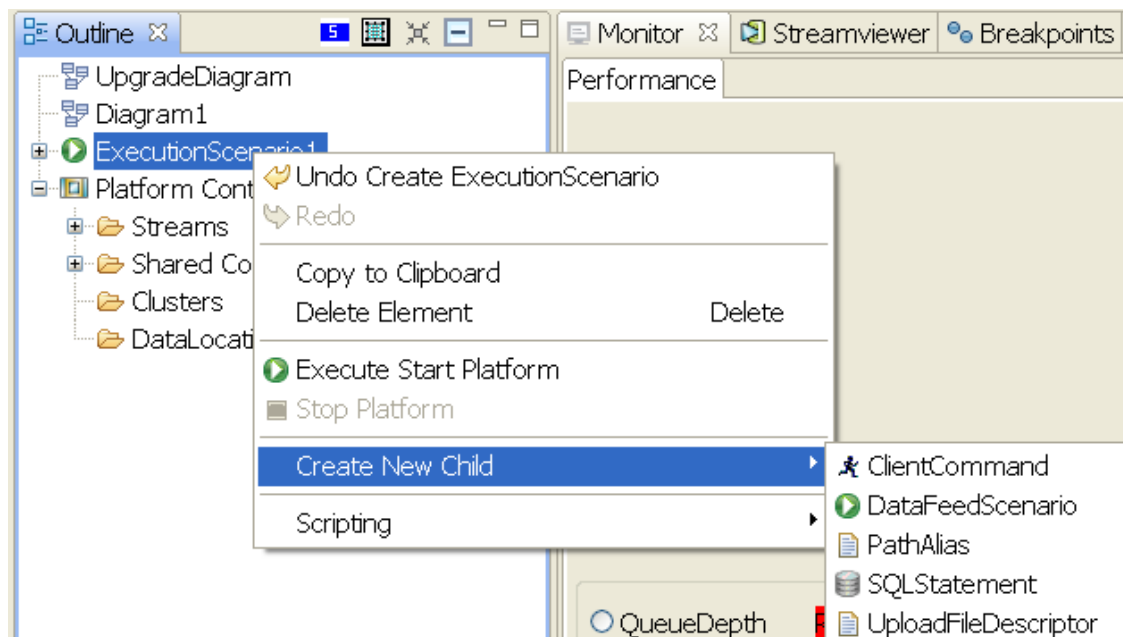 Outline
5
Monitor
Streamviewer
Breakpoints
Performance
UpgradeDiagram
Diagram1
ExecutionScenario1
Platform Cont
Streams
Shared Co
Clusters
DataLocati
Undo Create ExecutionScenario
Redo
Copy to Clipboard
Delete Element Delete
Execute Start Platform
Stop Platform
Create New Child
Scripting
ClientCommand
DataFeedScenario
PathAlias
SQLStatement
UploadFileDescriptor
QueueDepth